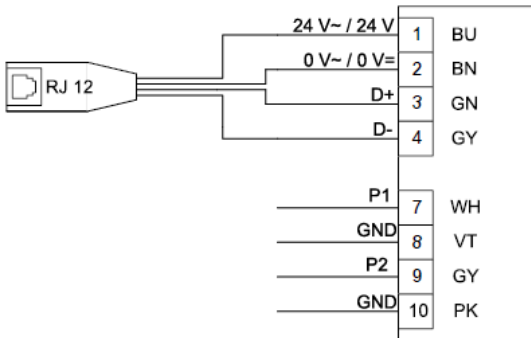 24 V~ / 24 V 1 BU
0 V~ / 0 V= 2 BN
RJ 12
D+ 3 GN
D- 4 GY
P1 7 WH
GND 8 VT
P2 9 GY
GND 10 PK